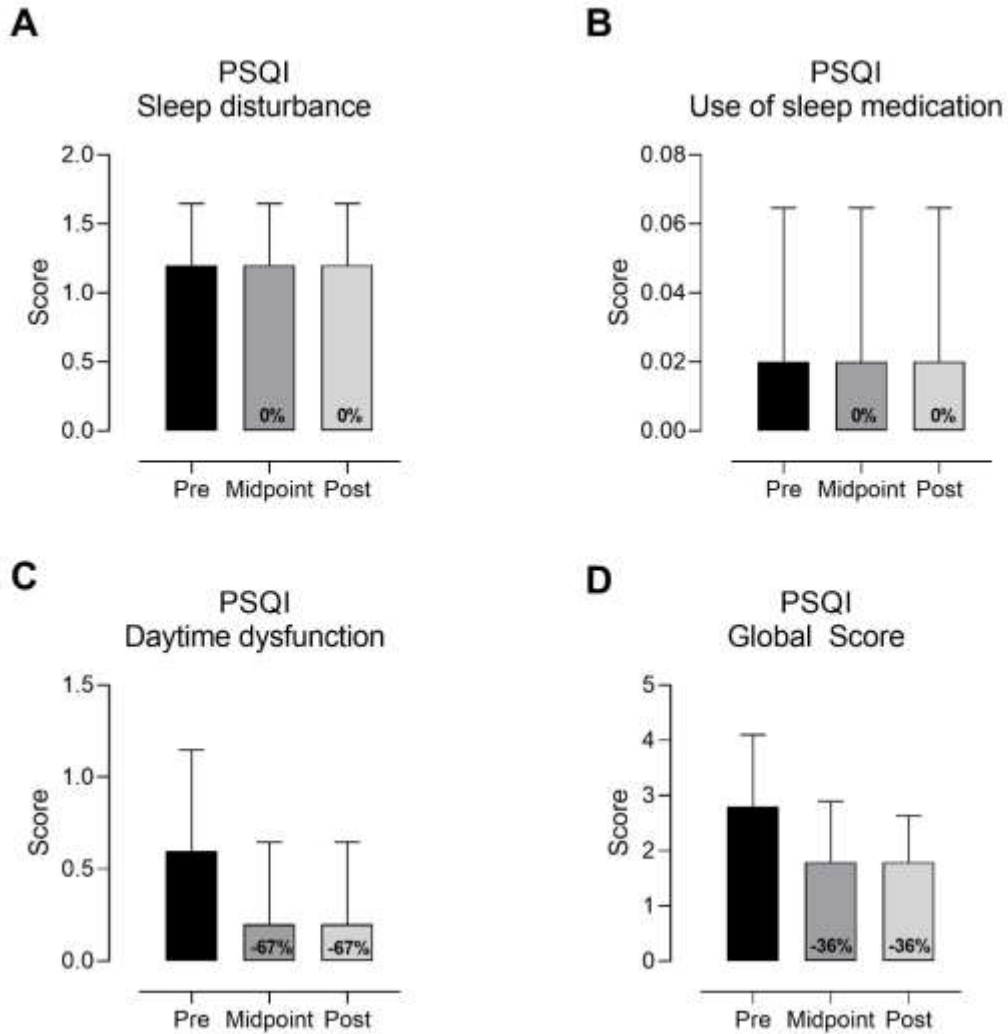 A
PSQI
Sleep disturbance
2.0
1.5
1.0
0.5
0.0
Score
0%
0%
Pre Midpoint Post
B
PSQI
Use of sleep medication
0.08
0.06
0.04
0.02
0.00
Score
0%
0%
Pre Midpoint Post
C
PSQI
Daytime dysfunction
1.5
1.0
0.5
0.0
Score
-67%
-67%
Pre Midpoint Post
D
PSQI
Global Score
5
4
3
2
1
0
Score
-36%
-36%
Pre Midpoint Post